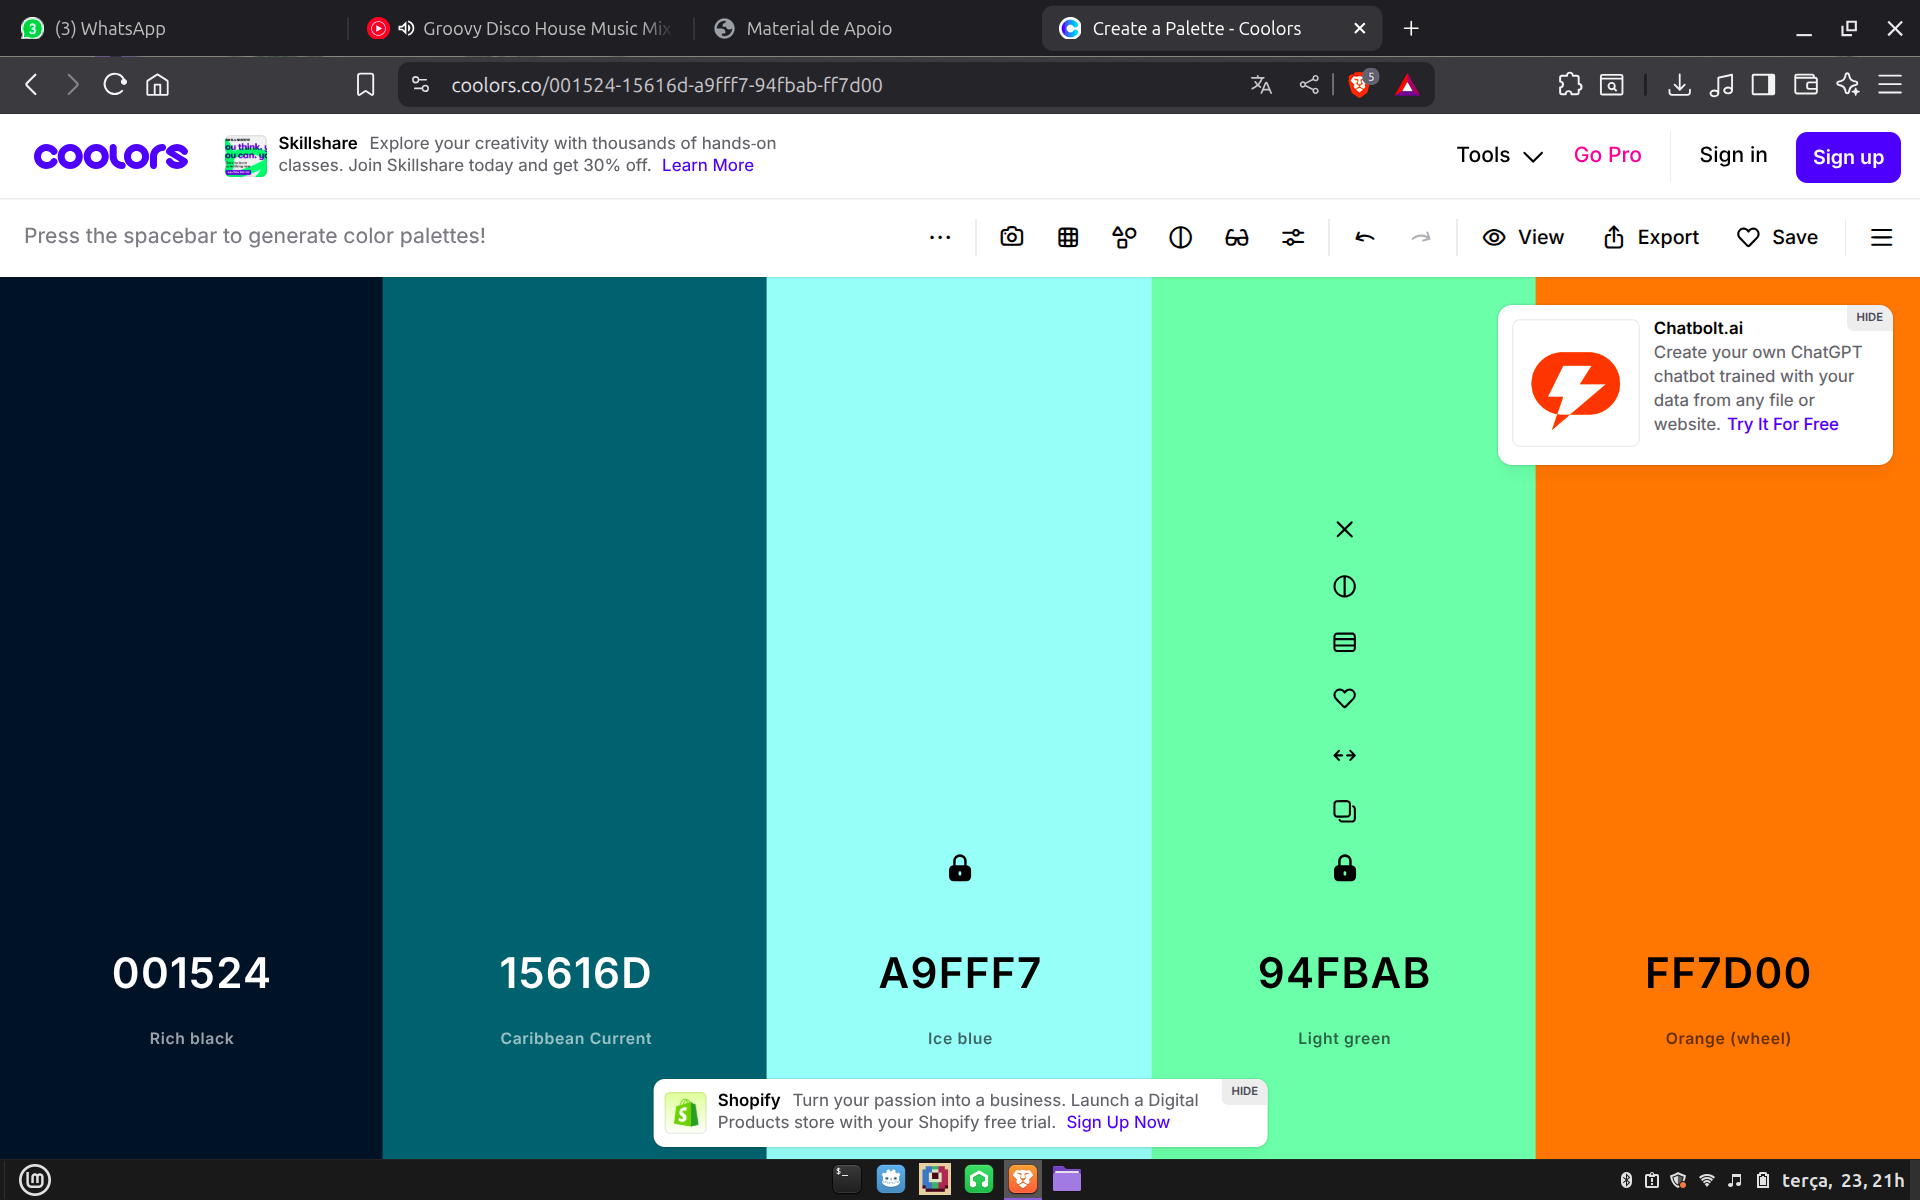 (3) WhatsApp
Groovy Disco House Music Mix
Material de Apoio
Create a Palette - Coolors
coolors.co/001524-15616d-a9fff7-94fbab-ff7d00
5
coolors
Skillshare Explore your creativity with thousands of hands-on
classes. Join Skillshare today and get 30% off. Learn More
Tools
Go Pro
Sign in
Sign up
Press the spacebar to generate color palettes!
View
Export
Save
HIDE
Chatbolt.ai
Create your own ChatGPT
chatbot trained with your
data from any file or
website. Try It For Free
001524
Rich black
15616D
Caribbean Current
A9FFF7
Ice blue
94FBAB
Light green
FF7D00
Orange (wheel)
HIDE
Shopify Turn your passion into a business. Launch a Digital
Products store with your Shopify free trial. Sign Up Now
terça, 23, 21h